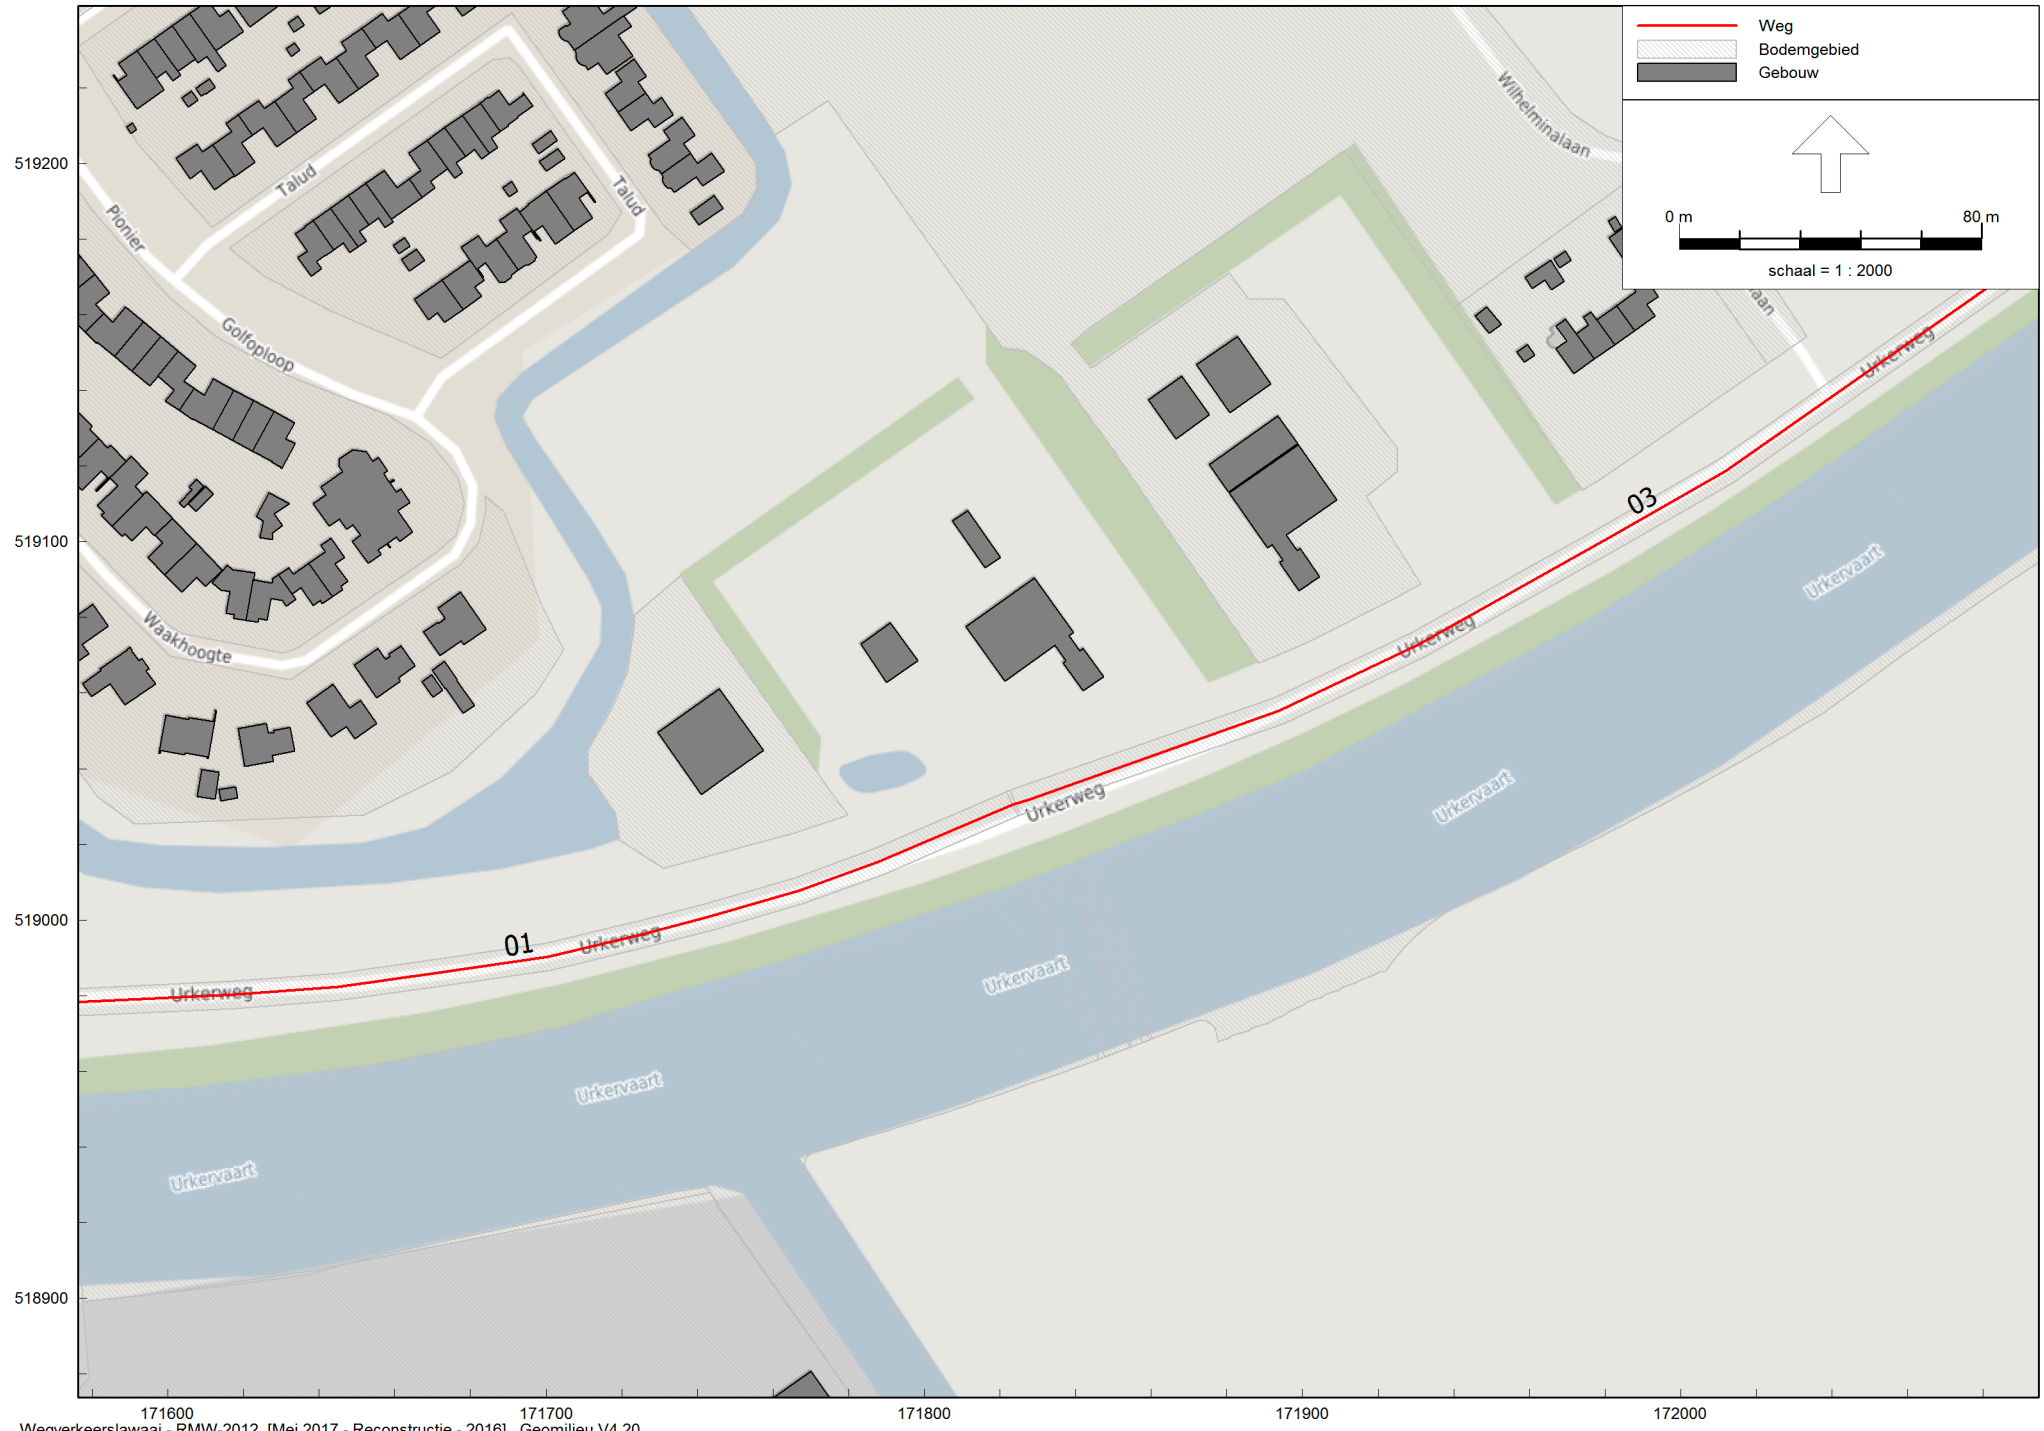 Weg
Bodemgebied
Gebouw
0 m 80 m
schaal = 1 : 2000
Wilhelminalaan
laan
519200
Talud
Talud
Pionier
Golfoploop
Urkerweg
03
519100
Urkervaart
Waakhoogte
Urkerweg
Urkervaart
Urkerweg
519000
01
Urkerweg
Urkerweg
Urkervaart
Urkervaart
Urkervaart
518900
171600 171700 171800 171900 172000
Wegverkeerslawaai - RMW-2012, [Mei 2017 - Reconstructie - 2016] , Geomilieu V4.20